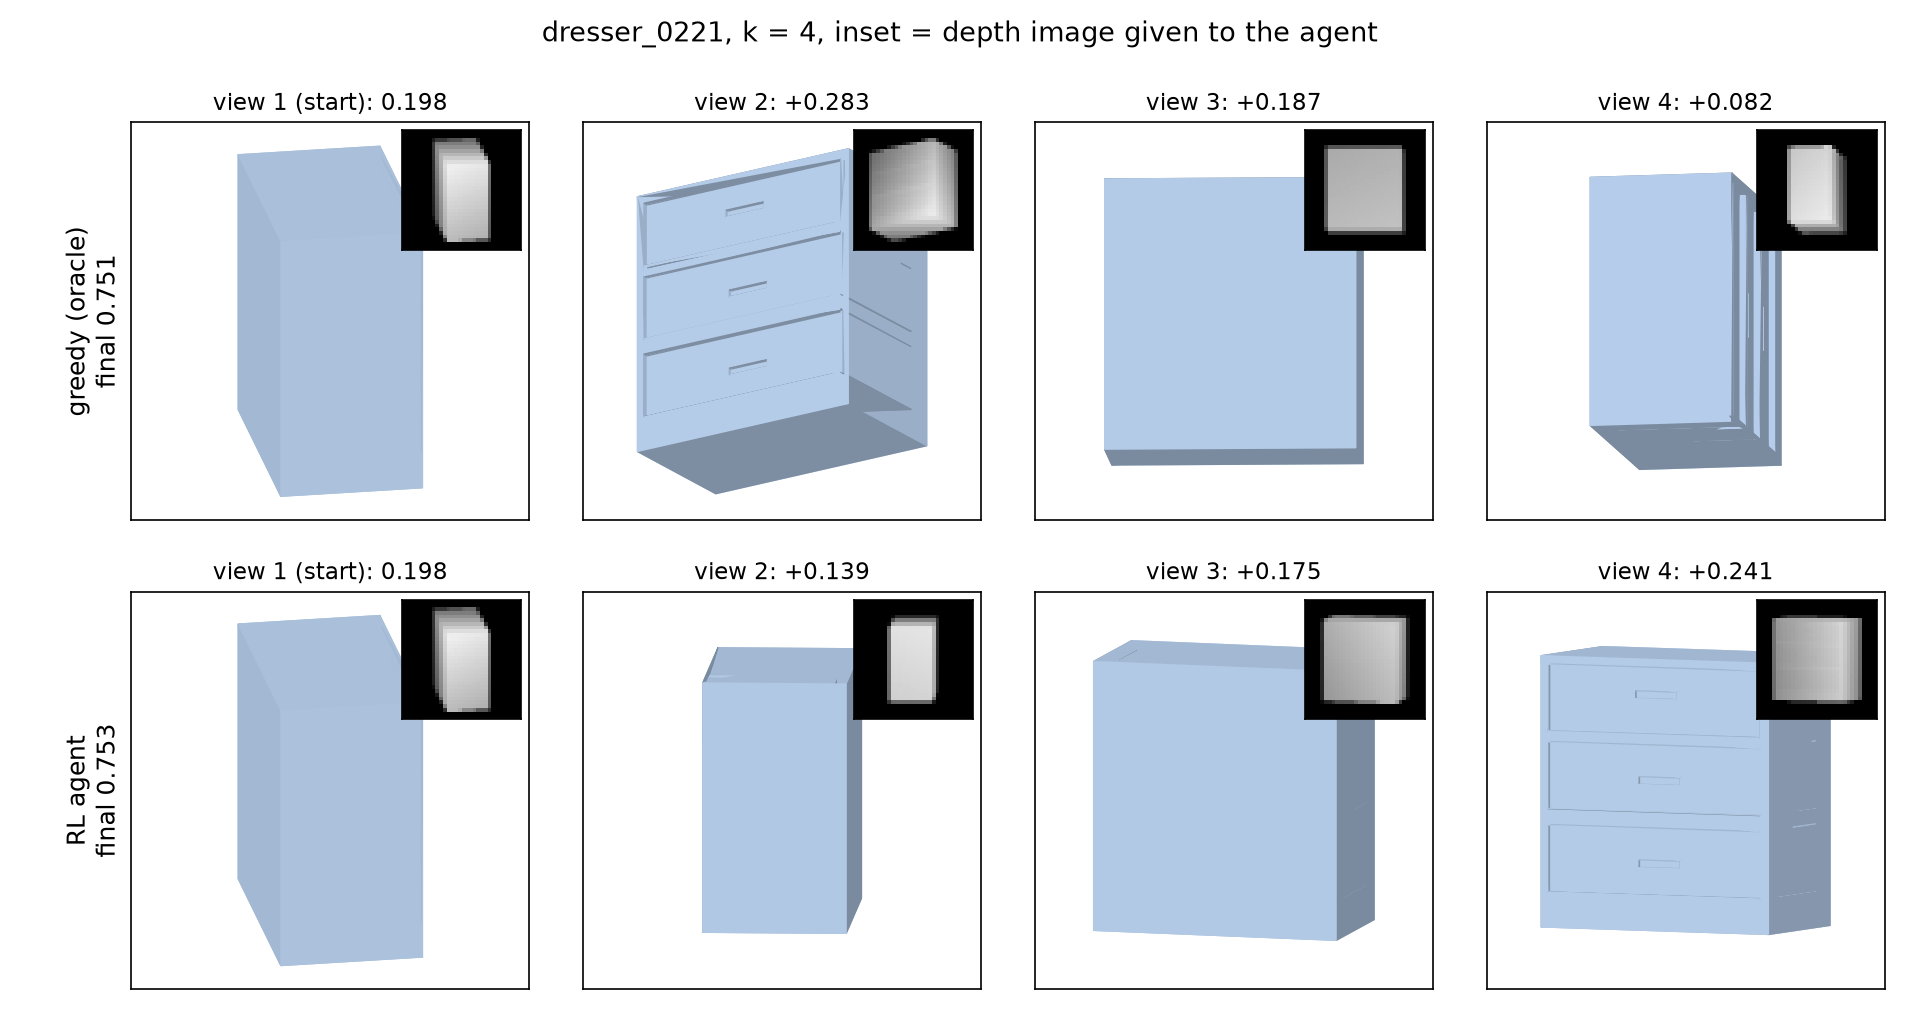 dresser_0221, k = 4, inset = depth image given to the agent
view 1 (start): 0.198
view 2: +0.283
view 3: +0.187
view 4: +0.082
greedy (oracle)
final 0.751
view 1 (start): 0.198
view 2: +0.139
view 3: +0.175
view 4: +0.241
RL agent
final 0.753